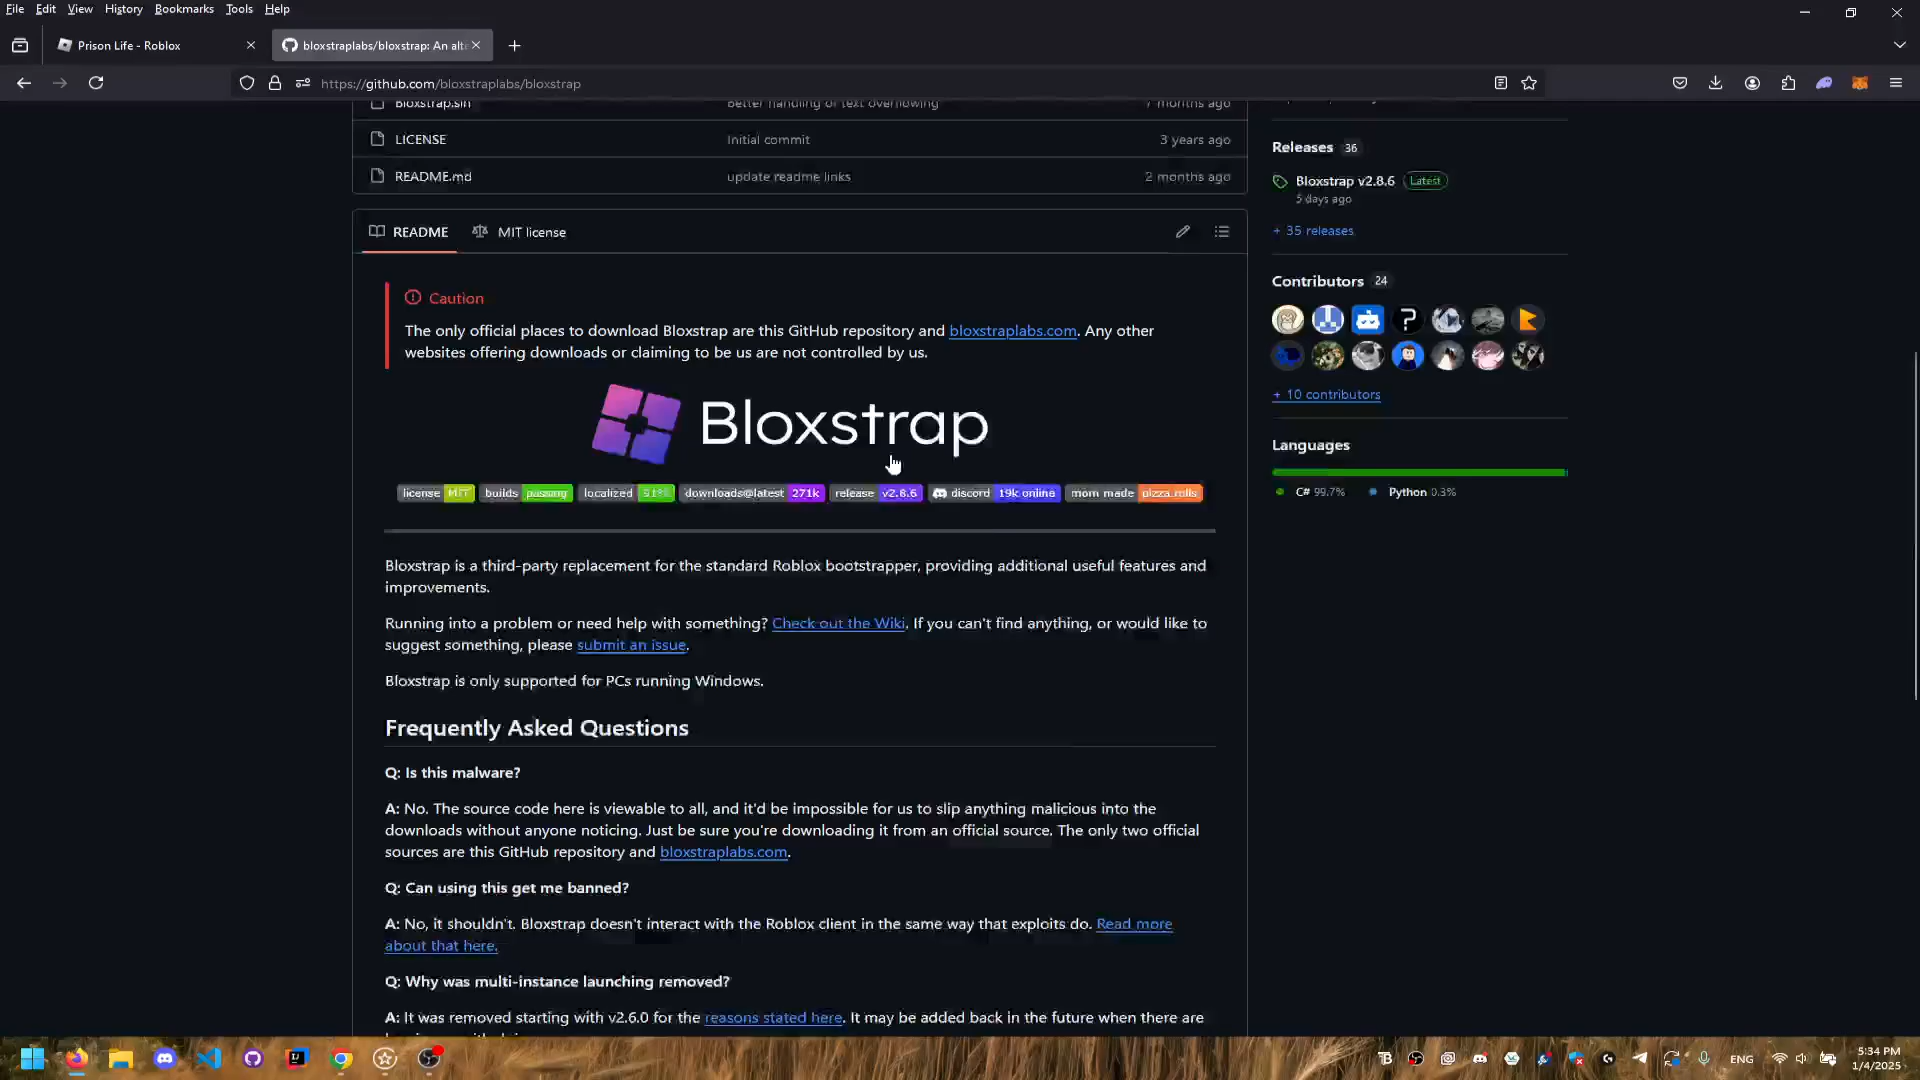 File Edit View History Bookmarks Tools Help
Prison Life - Roblox
bloxstraplabs/bloxstrap: An alte
https://github.com/bloxstraplabs/bloxstrap
Bloxstrap.sln better handling of text overflowing 7 months ago
LICENSE Initial commit 3 years ago
README.md update readme links 2 months ago
README MIT license
Caution
The only official places to download Bloxstrap are this GitHub repository and bloxstraplabs.com. Any other
websites offering downloads or claiming to be us are not controlled by us.
Bloxstrap
license MIT builds passing localized downloads@latest 271k release v2.8.6 discord 19k online mom made pizza rolls
Bloxstrap is a third-party replacement for the standard Roblox bootstrapper, providing additional useful features and
improvements.
Running into a problem or need help with something? Check out the Wiki. If you can't find anything, or would like to
suggest something, please submit an issue.
Bloxstrap is only supported for PCs running Windows.
Frequently Asked Questions
Q: Is this malware?
A: No. The source code here is viewable to all, and it'd be impossible for us to slip anything malicious into the
downloads without anyone noticing. Just be sure you're downloading it from an official source. The only two official
sources are this GitHub repository and bloxstraplabs.com.
Q: Can using this get me banned?
A: No, it shouldn't. Bloxstrap doesn't interact with the Roblox client in the same way that exploits do. Read more
about that here.
Q: Why was multi-instance launching removed?
A: It was removed starting with v2.6.0 for the reasons stated here. It may be added back in the future when there are
Releases 36
Bloxstrap v2.8.6 Latest
5 days ago
+ 35 releases
Contributors 24
+ 10 contributors
Languages
C# 99.7% Python 0.3%
ENG
5:34 PM
1/4/2025